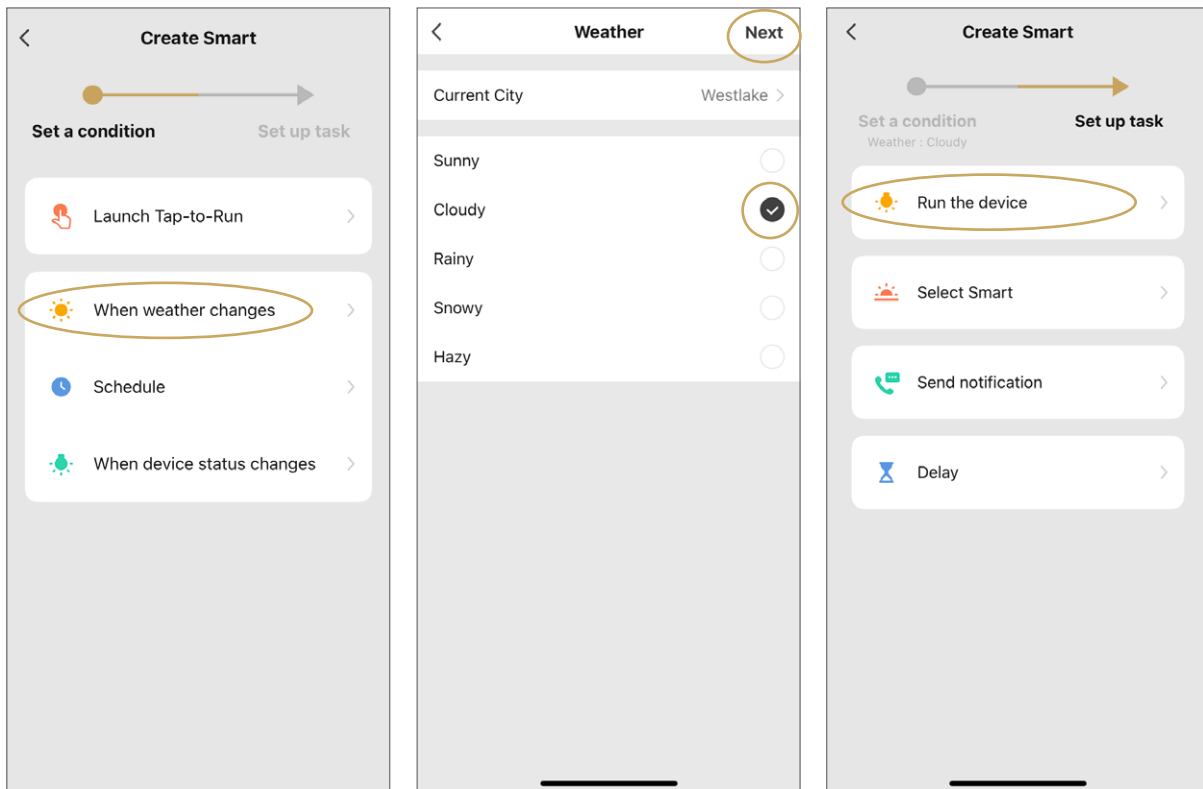 Create Smart
Set a condition
Set up task
Launch Tap-to-Run
When weather changes
Schedule
When device status changes
Weather
Next
Current City
Westlake
Sunny
Cloudy
Rainy
Snowy
Hazy
Create Smart
Set a condition
Set up task
Weather : Cloudy
Run the device
Select Smart
Send notification
Delay